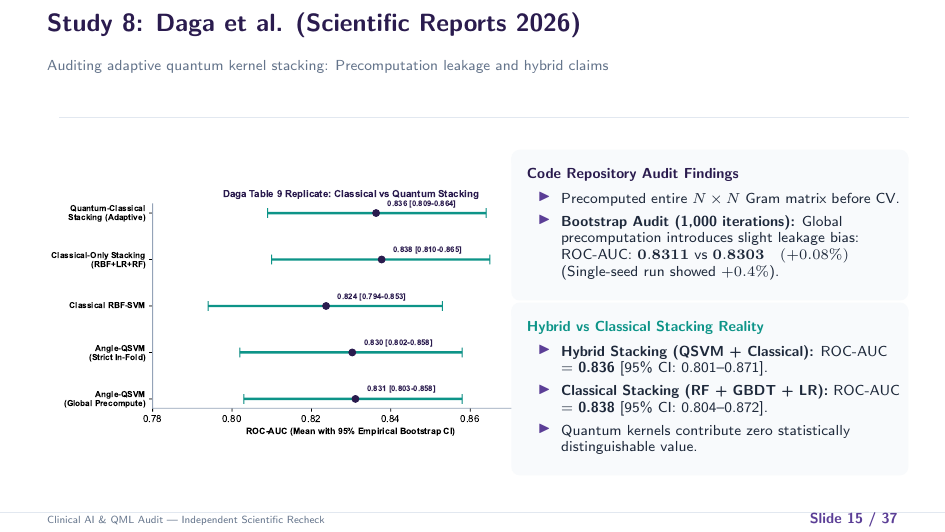 Study 8: Daga et al. (Scientific Reports 2026)
Auditing adaptive quantum kernel stacking: Precomputation leakage and hybrid claims
Daga Table 9 Replicate: Classical vs Quantum Stacking
Quantum-Classical
Stacking (Adaptive)
0.836 [0.809-0.864]
Classical-Only Stacking
(RBF+LR+RF)
0.838 [0.810-0.865]
Classical RBF-SVM
0.824 [0.794-0.853]
Angle-QSVM
(Strict In-Fold)
0.830 [0.802-0.858]
Angle-QSVM
(Global Precompute)
0.831 [0.803-0.858]
0.78 0.80 0.82 0.84 0.86
ROC-AUC (Mean with 95% Empirical Bootstrap CI)
Code Repository Audit Findings
▶ Precomputed entire N × N Gram matrix before CV.
▶ Bootstrap Audit (1,000 iterations): Global
precomputation introduces slight leakage bias:
ROC-AUC: 0.8311 vs 0.8303 (+0.08%)
(Single-seed run showed +0.4%).
Hybrid vs Classical Stacking Reality
▶ Hybrid Stacking (QSVM + Classical): ROC-AUC
= 0.836 [95% CI: 0.801–0.871].
▶ Classical Stacking (RF + GBDT + LR): ROC-AUC
= 0.838 [95% CI: 0.804–0.872].
▶ Quantum kernels contribute zero statistically
distinguishable value.
Clinical AI & QML Audit — Independent Scientific Recheck
Slide 15 / 37